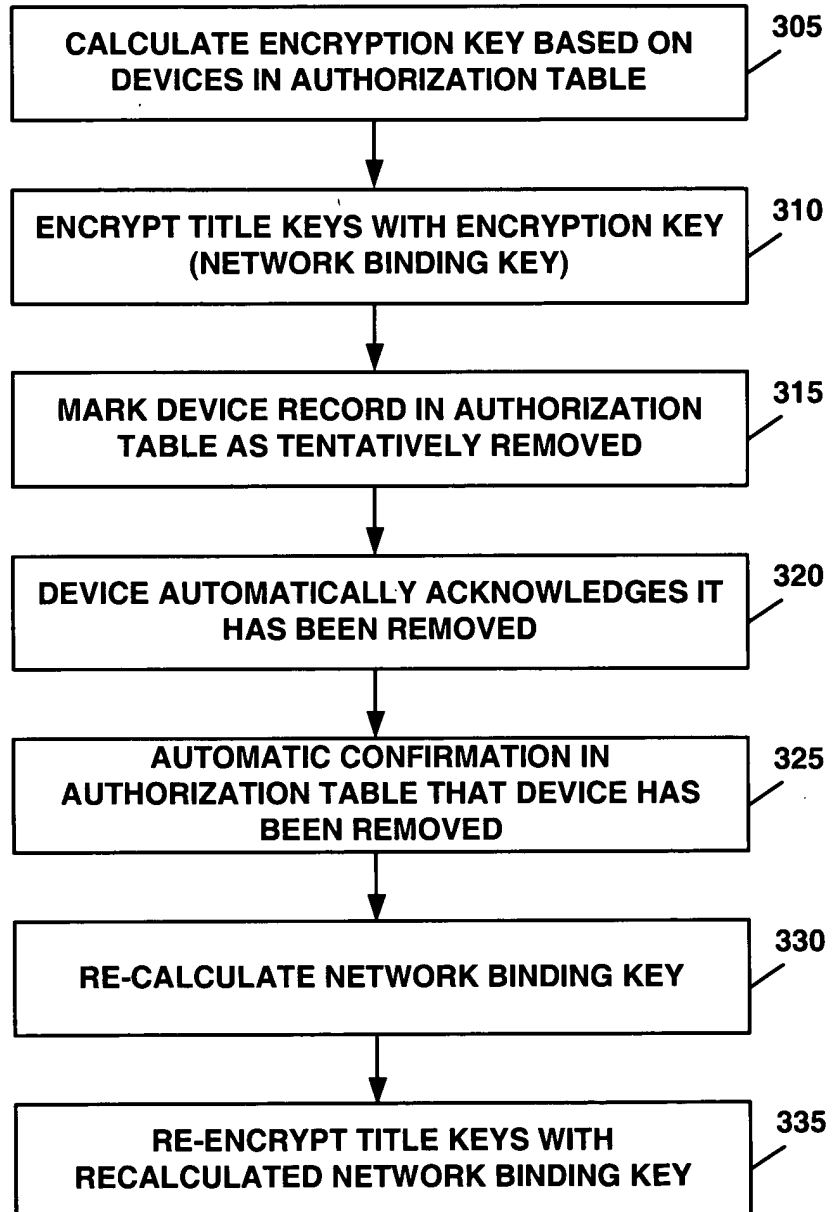 CALCULATE ENCRYPTION KEY BASED ON
DEVICES IN AUTHORIZATION TABLE
305
ENCRYPT TITLE KEYS WITH ENCRYPTION KEY
(NETWORK BINDING KEY)
310
MARK DEVICE RECORD IN AUTHORIZATION
TABLE AS TENTATIVELY REMOVED
315
DEVICE AUTOMATICALLY ACKNOWLEDGES IT
HAS BEEN REMOVED
320
AUTOMATIC CONFIRMATION IN
AUTHORIZATION TABLE THAT DEVICE HAS
BEEN REMOVED
325
RE-CALCULATE NETWORK BINDING KEY
330
RE-ENCRYPT TITLE KEYS WITH
RECALCULATED NETWORK BINDING KEY
335